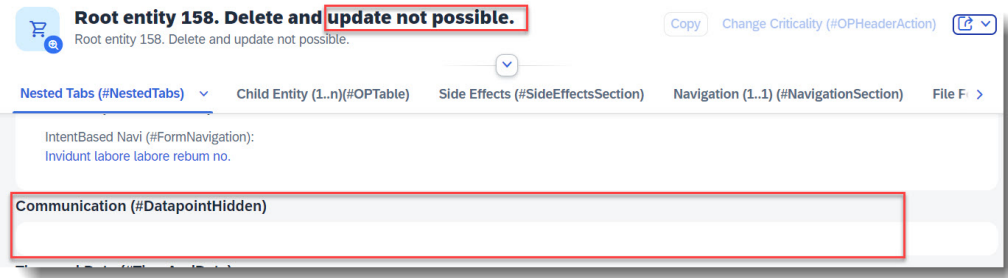 Root entity 158. Delete and update not possible.
Root entity 158. Delete and update not possible.
Copy
Change Criticality (#OPHeaderAction)
Nested Tabs (#NestedTabs)
Child Entity (1..n)(#OPTable)
Side Effects (#SideEffectsSection)
Navigation (1..1) (#NavigationSection)
File
IntentBased Navi (#FormNavigation):
Invidunt labore labore rebum no.
Communication (#DatapointHidden)